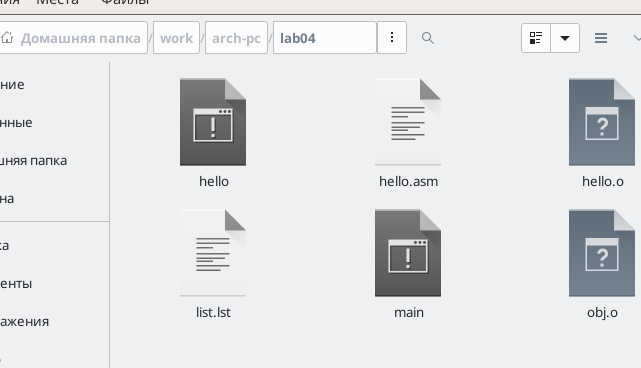 Места Файлы
Домашняя папка / work / arch-pc / lab04
ние
нные
шняя папка
на
ка
енты
ажения
hello
hello.asm
hello.o
list.lst
main
obj.o